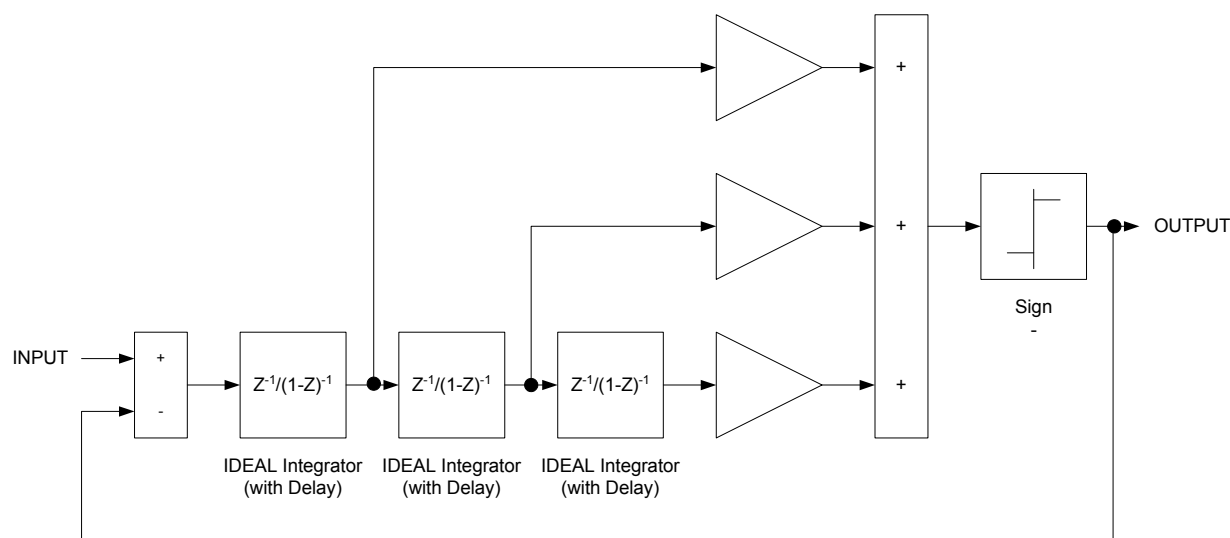 +
+
OUTPUT
Sign
-
INPUT
+
-
Z-1/(1-Z)-1
Z-1/(1-Z)-1
Z-1/(1-Z)-1
+
IDEAL Integrator
(with Delay)
IDEAL Integrator
(with Delay)
IDEAL Integrator
(with Delay)